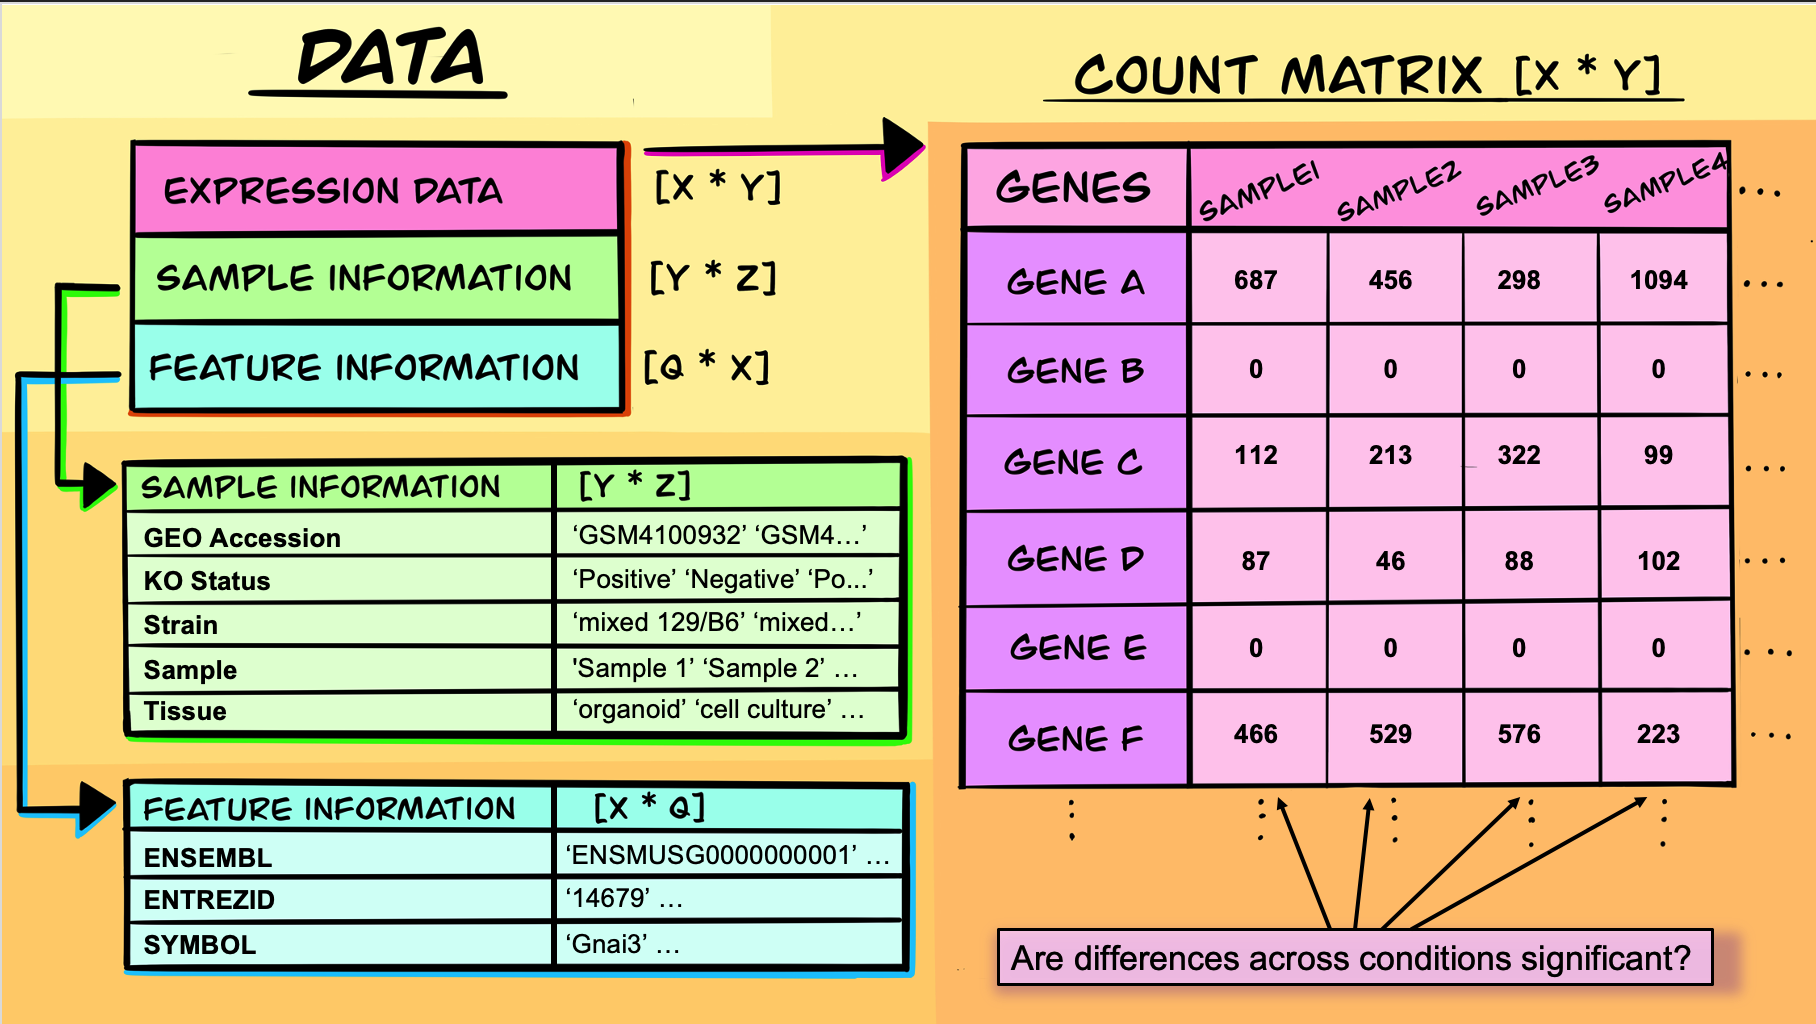 DATA
EXPRESSION DATA [X * Y]
SAMPLE INFORMATION [Y * Z]
FEATURE INFORMATION [Q * X]
SAMPLE INFORMATION [Y * Z]
GEO Accession ‘GSM4100932’ ‘GSM4…’
KO Status ‘Positive’ ‘Negative’ ‘Po...’
Strain ‘mixed 129/B6’ ‘mixed…’
Sample 'Sample 1’ ‘Sample 2’ …
Tissue ‘organoid’ ‘cell culture’ …
FEATURE INFORMATION [X * Q]
ENSEMBL ‘ENSMUSG0000000001’ …
ENTREZID ‘14679’ …
SYMBOL ‘Gnai3’ …
COUNT MATRIX [X * Y]
GENES SAMPLE1 SAMPLE2 SAMPLE3 SAMPLE4 ...
GENE A 687 456 298 1094 ...
GENE B 0 0 0 0 ...
GENE C 112 213 322 99 ...
GENE D 87 46 88 102 ...
GENE E 0 0 0 0 ...
GENE F 466 529 576 223 ...
Are differences across conditions significant?